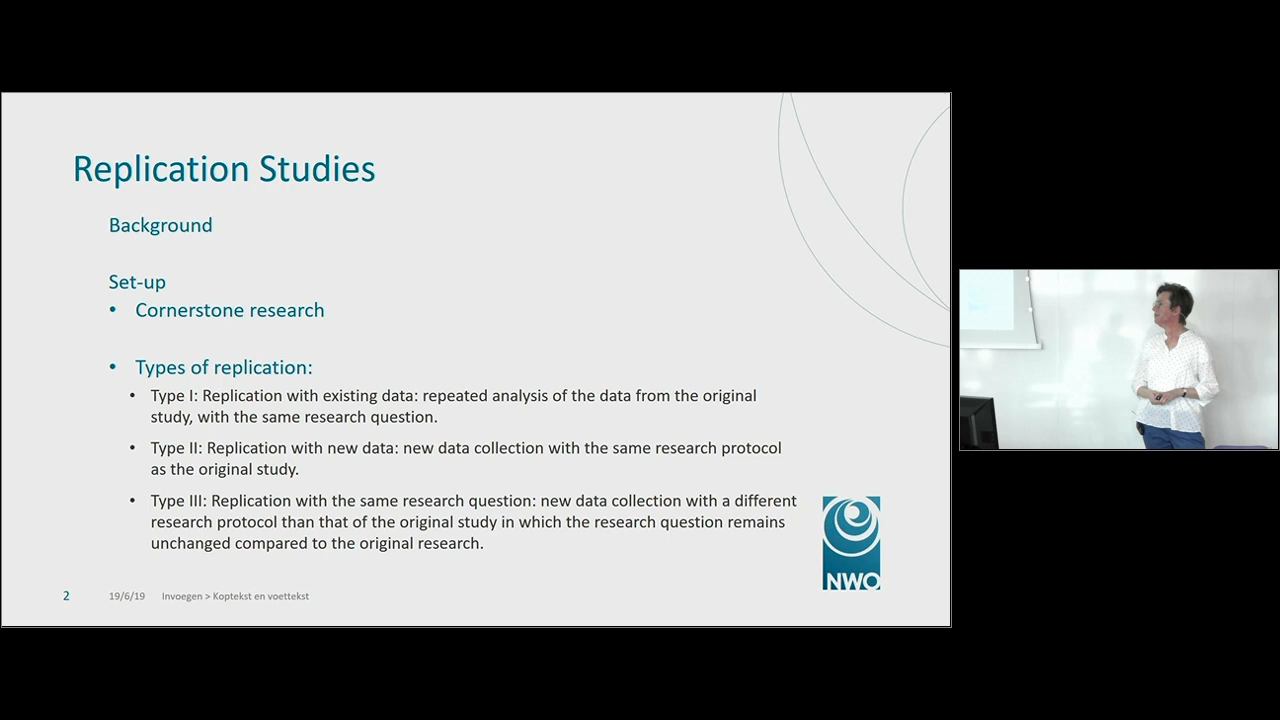 Replication Studies
Background
Set-up
• Cornerstone research
• Types of replication:
• Type I: Replication with existing data: repeated analysis of the data from the original
study, with the same research question.
• Type II: Replication with new data: new data collection with the same research protocol
as the original study.
• Type III: Replication with the same research question: new data collection with a different
research protocol than that of the original study in which the research question remains
unchanged compared to the original research.
NWO
2 19/6/19 Invoegen > Koptekst en voettekst